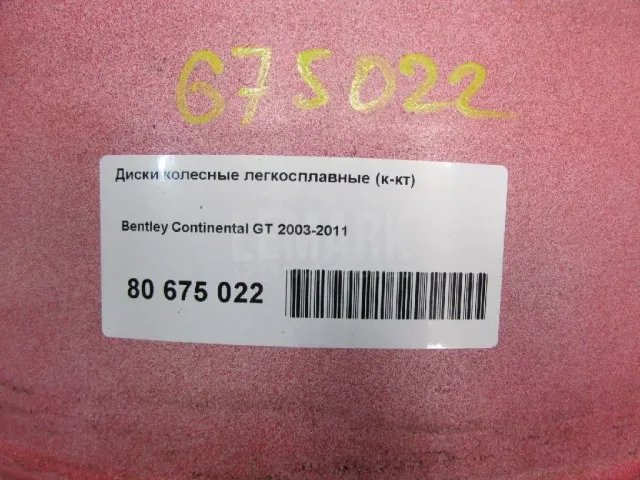 675022
Диски колесные легкосплавные (к-кт)
Bentley Continental GT 2003-2011
80 675 022